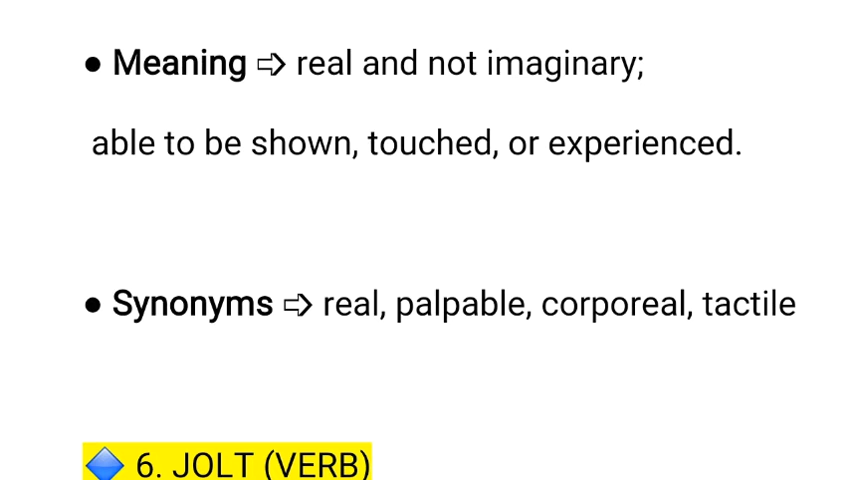 ● Meaning ➩ real and not imaginary;
able to be shown, touched, or experienced.
● Synonyms ➩ real, palpable, corporeal, tactile
🔷 6. JOLT (VERB)